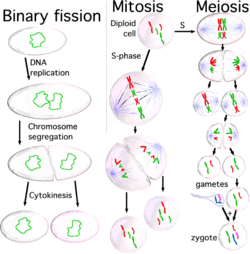 Binary fission
DNA
replication
Chromosome
segregation
Cytokinesis
Mitosis
Diploid
cell
S-phase
S
Meiosis
gametes
+
zygote